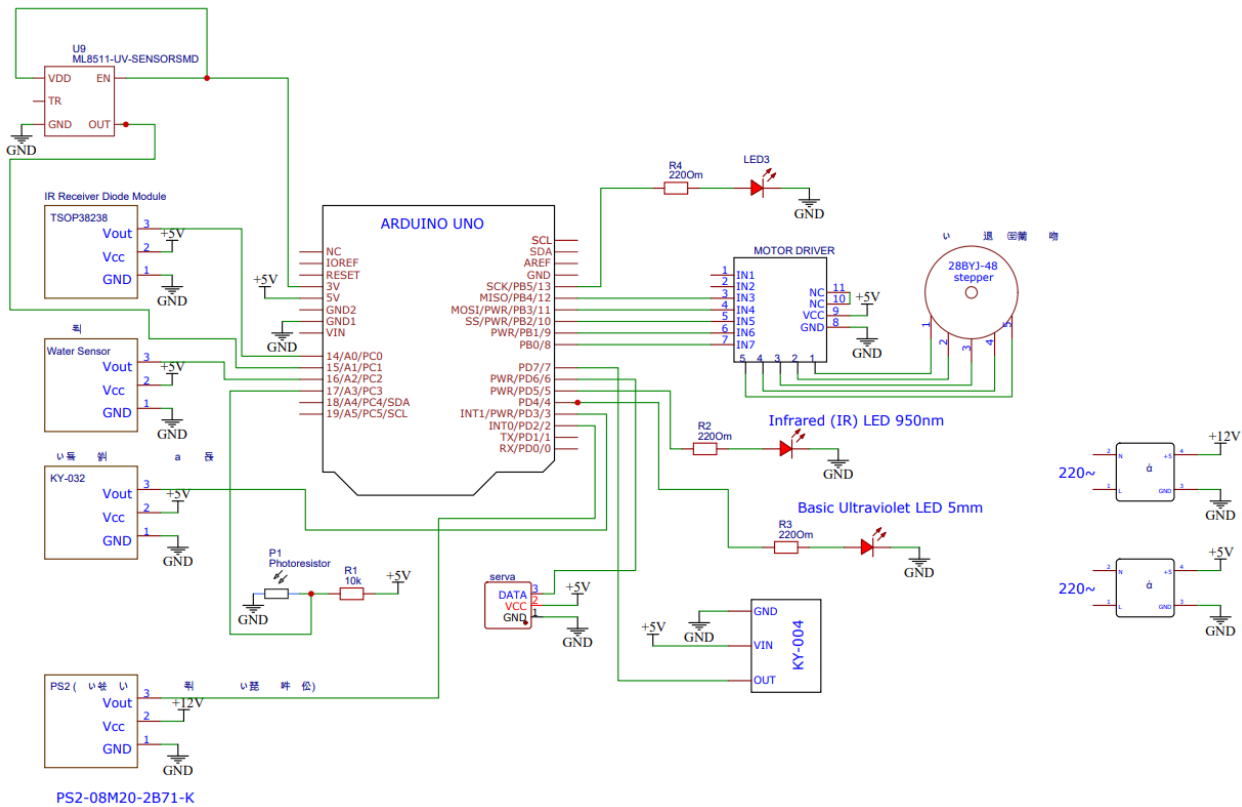 U9
ML8511-UV-SENSORSMD
VDD EN
TR
GND OUT
GND
IR Receiver Diode Module
TSOP38238
Vout 3
Vcc 2
GND 1
+5V
GND
Water Sensor
Vout 3
Vcc 2
GND 1
+5V
GND
KY-032
Vout 3
Vcc 2
GND 1
+5V
GND
P1
Photoresistor
R1
10k
+5V
GND
PS2 (
Vout 3
Vcc 2
GND 1
+12V
GND
PS2-08M20-2B71-K
ARDUINO UNO
NC
IOREF
RESET
3V
5V
GND2
GND1
VIN
14/A0/PC0
15/A1/PC1
16/A2/PC2
17/A3/PC3
18/A4/PC4/SDA
19/A5/PC5/SCL
+5V
GND
SCL
SDA
AREF
GND
SCK/PB5/13
MISO/PB4/12
MOSI/PWR/PB3/11
SS/PWR/PB2/10
PWR/PB1/9
PB0/8
PD7/7
PWR/PD6/6
PWR/PD5/5
PD4/4
INT1/PWR/PD3/3
INT0/PD2/2
TX/PD1/1
RX/PD0/0
R4
220Om
LED3
GND
MOTOR DRIVER
1 IN1
2 IN2
3 IN3
4 IN4
5 IN5
6 IN6
7 IN7
NC 11
NC 10
VCC 9
GND 8
5 4 3 2 1
+5V
GND
28BYJ-48
stepper
1 2 3 4 5
Infrared (IR) LED 950nm
R2
220Om
GND
Basic Ultraviolet LED 5mm
R3
220Om
GND
serva
DATA 3
VCC 2
GND 1
+5V
GND
GND
VIN
OUT
KY-004
+5V
GND
220~
2 N +5 4
1 L GND 3
+12V
GND
220~
2 N +5 4
1 L GND 3
+5V
GND